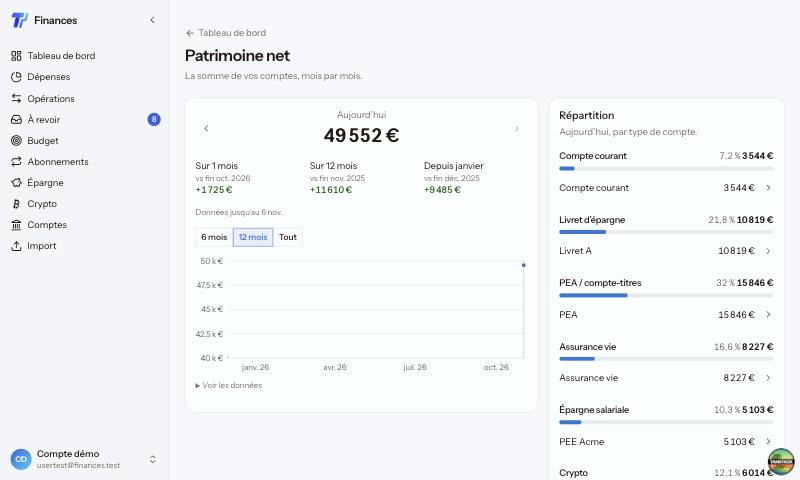 Finances
Tableau de bord
Dépenses
Opérations
À revoir
8
Budget
Abonnements
Épargne
Crypto
Comptes
Import
CD
Compte démo
usertest@finances.test
Tableau de bord
Patrimoine net
La somme de vos comptes, mois par mois.
Aujourd'hui
49 552 €
Sur 1 mois
vs fin oct. 2026
+1 725 €
Sur 12 mois
vs fin nov. 2025
+11 610 €
Depuis janvier
vs fin déc. 2025
+9 485 €
Données jusqu'au 6 nov.
6 mois 12 mois Tout
50 k €
47,5 k €
45 k €
42,5 k €
40 k €
janv. 26 avr. 26 juil. 26 oct. 26
Voir les données
Répartition
Aujourd'hui, par type de compte.
Compte courant 7,2 % 3 544 €
Compte courant 3 544 €
Livret d'épargne 21,8 % 10 819 €
Livret A 10 819 €
PEA / compte-titres 32 % 15 846 €
PEA 15 846 €
Assurance vie 16,6 % 8 227 €
Assurance vie 8 227 €
Épargne salariale 10,3 % 5 103 €
PEE Acme 5 103 €
Crypto 12,1 % 6 014 €